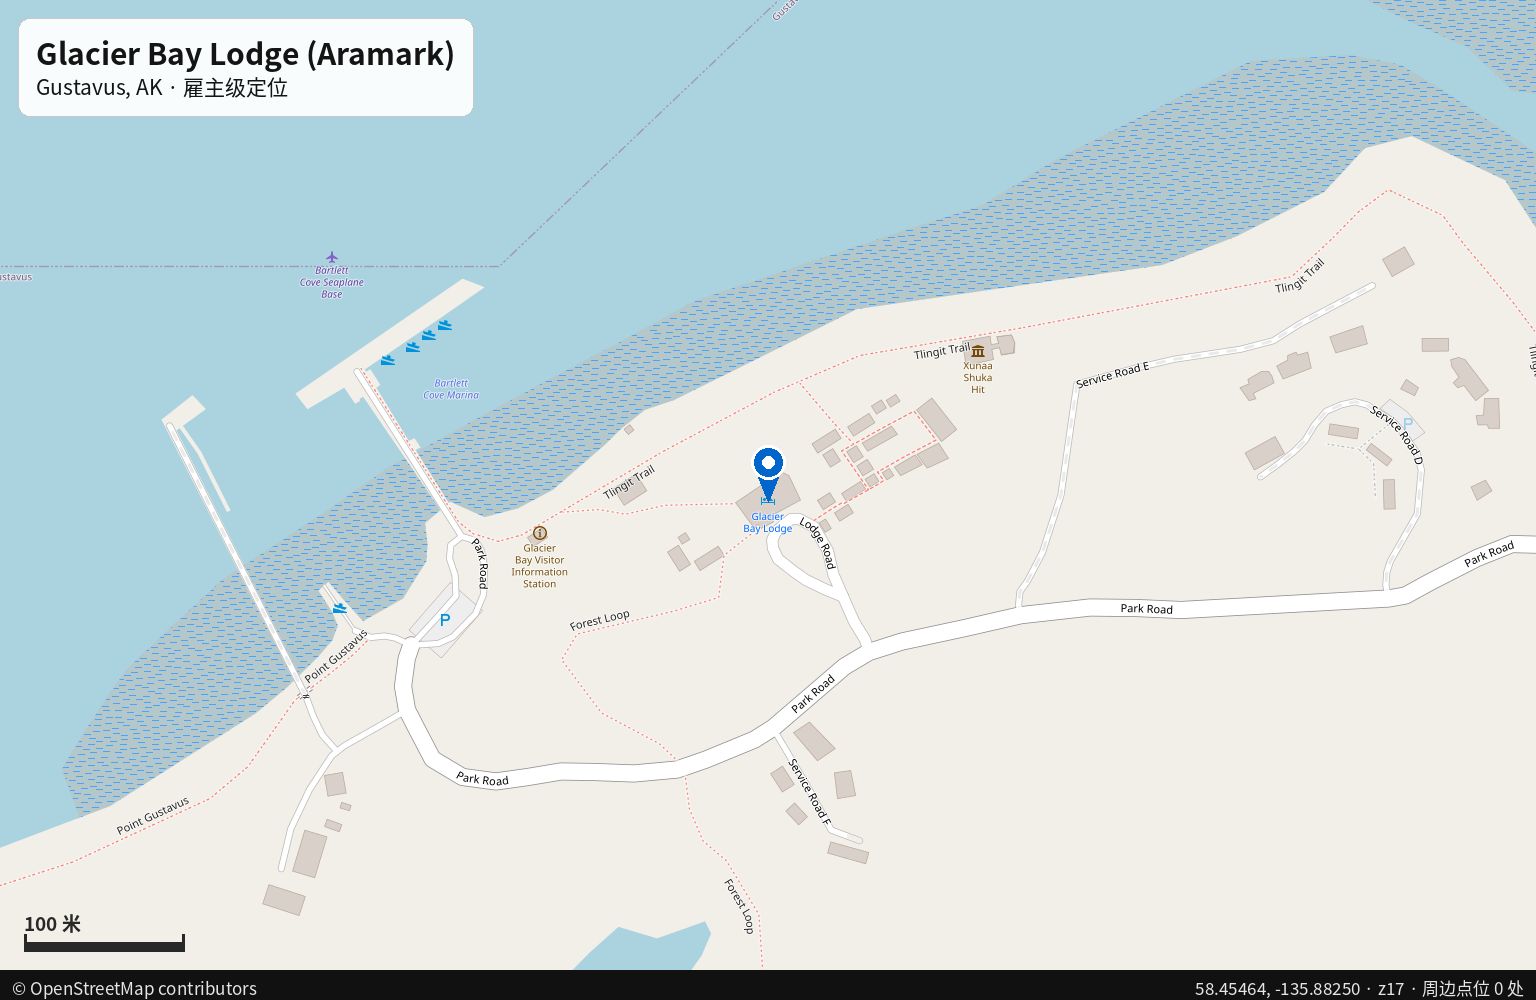 Glacier Bay Lodge (Aramark)
Gustavus, AK · 雇主级定位
Gustav
ustavus
Bartlett
Cove Seaplane
Base
Bartlett
Cove Marina
Tlingit Trail
Tlingit Trail
Xunaa
Shuka
Hit
Service Road E
Tlingit
Service Road D
P
Tlingit Trail
Glacier
Bay Lodge
Lodge Road
Park Road
Glacier
Bay Visitor
Information
Station
Park Road
Park Road
P
Forest Loop
Point Gustavus
Park Road
Park Road
Service Road F
Point Gustavus
Forest Loop
100 米
© OpenStreetMap contributors
58.45464, -135.88250 · z17 · 周边点位 0 处